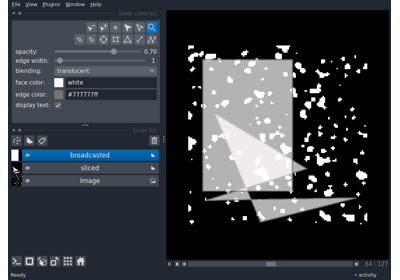 File View Plugins Window Help
layer controls
opacity: 0.70
edge width: 1
blending: translucent
face color: white
edge color: #777777ff
display text:
layer list
broadcasted
sliced
Image
64 127
Ready activity